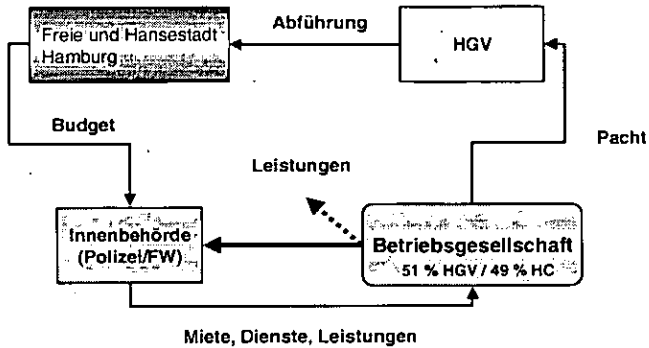 Abführung
Freie und Hansestadt
Hamburg
HGV
Budget
Pacht
Leistungen
Innenbehörde
(Polizei/FW)
Betriebsgesellschaft
51 % HGV / 49 % HC
Miete, Dienste, Leistungen